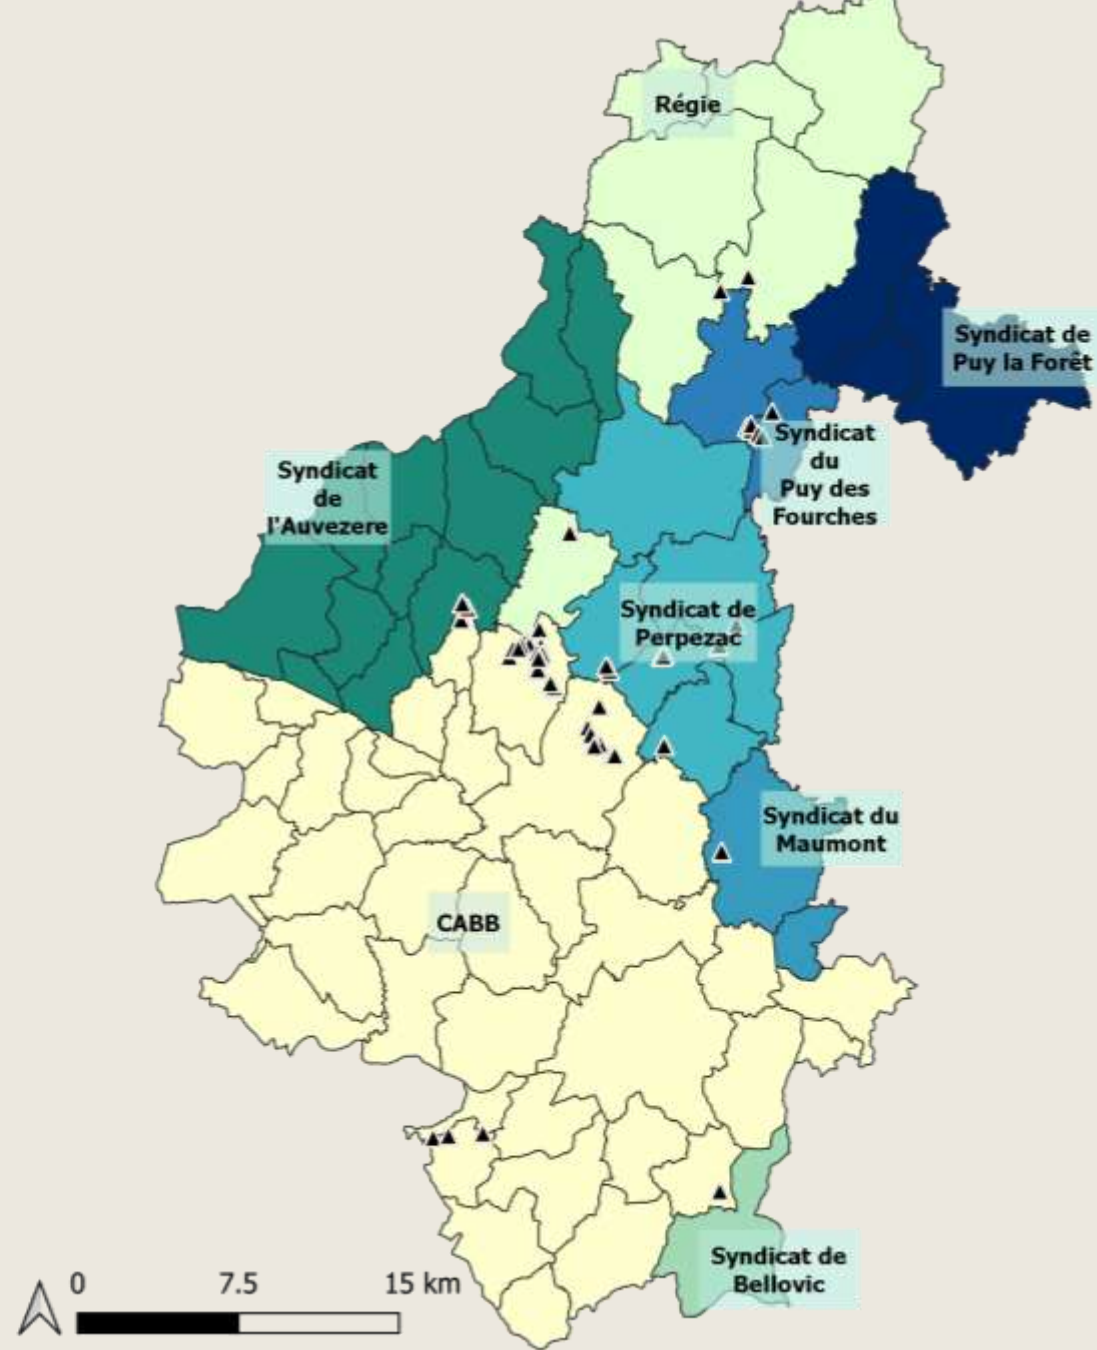 Régie
Syndicat de
Puy la Forêt
Syndicat
du
Puy des
Fourches
Syndicat
de
l'Auvezere
Syndicat de
Perpezac
Syndicat du
Maumont
CABB
Syndicat de
Bellovic
0 7.5 15 km